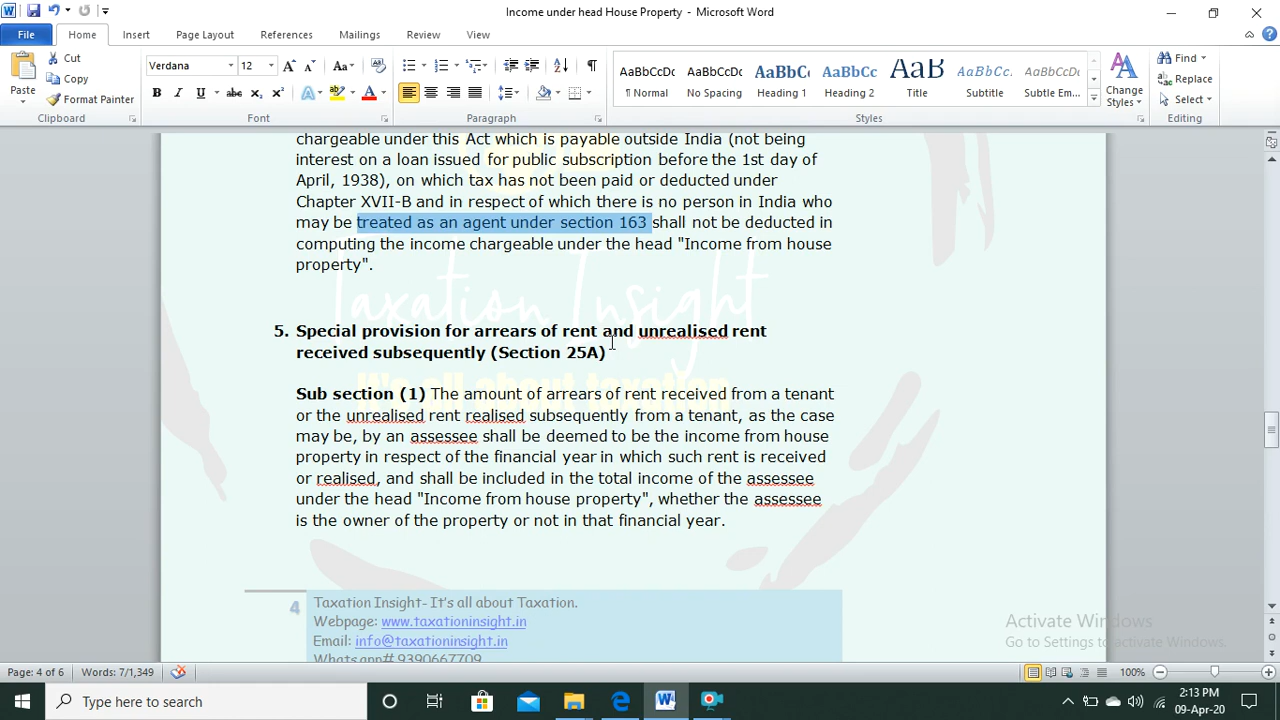 Income under head House Property - Microsoft Word
File
Home
Insert
Page Layout
References
Mailings
Review
View
Paste
Cut
Copy
Format Painter
Clipboard
Verdana
12
Font
Paragraph
AaBbCcDc
¶ Normal
AaBbCcDc
No Spacing
AaBbCc
Heading 1
AaBbCc
Heading 2
AaB
Title
AaBbCcL
Subtitle
AaBbCcDc
Subtle Em...
Change
Styles
Styles
Find
Replace
Select
Editing
chargeable under this Act which is payable outside India (not being
interest on a loan issued for public subscription before the 1st day of
April, 1938), on which tax has not been paid or deducted under
Chapter XVII-B and in respect of which there is no person in India who
may be treated as an agent under section 163 shall not be deducted in
computing the income chargeable under the head "Income from house
property".
Taxation Insight
It's all about taxation
5. Special provision for arrears of rent and unrealised rent
received subsequently (Section 25A)
Sub section (1) The amount of arrears of rent received from a tenant
or the unrealised rent realised subsequently from a tenant, as the case
may be, by an assessee shall be deemed to be the income from house
property in respect of the financial year in which such rent is received
or realised, and shall be included in the total income of the assessee
under the head "Income from house property", whether the assessee
is the owner of the property or not in that financial year.
4
Taxation Insight- It's all about Taxation.
Webpage: www.taxationinsight.in
Email: info@taxationinsight.in
Whatsapp# 9390667709
Activate Windows
Go to Settings to activate Windows.
Page: 4 of 6
Words: 7/1,349
100%
Type here to search
2:13 PM
09-Apr-20